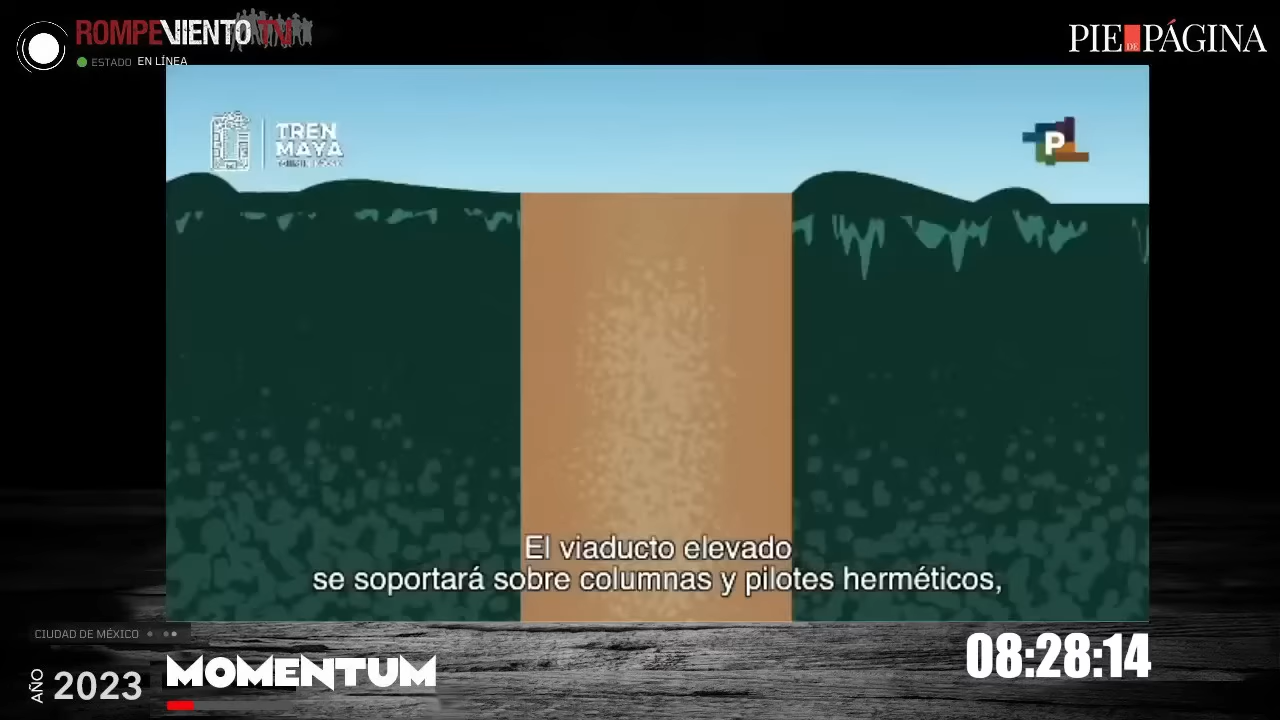 ROMPEVIENTO TV
ESTADO EN LÍNEA
PIE DE PÁGINA
TREN
MAYA
P
El viaducto elevado
se soportará sobre columnas y pilotes herméticos,
CIUDAD DE MÉXICO
AÑO 2023
MOMENTUM
08:28:14